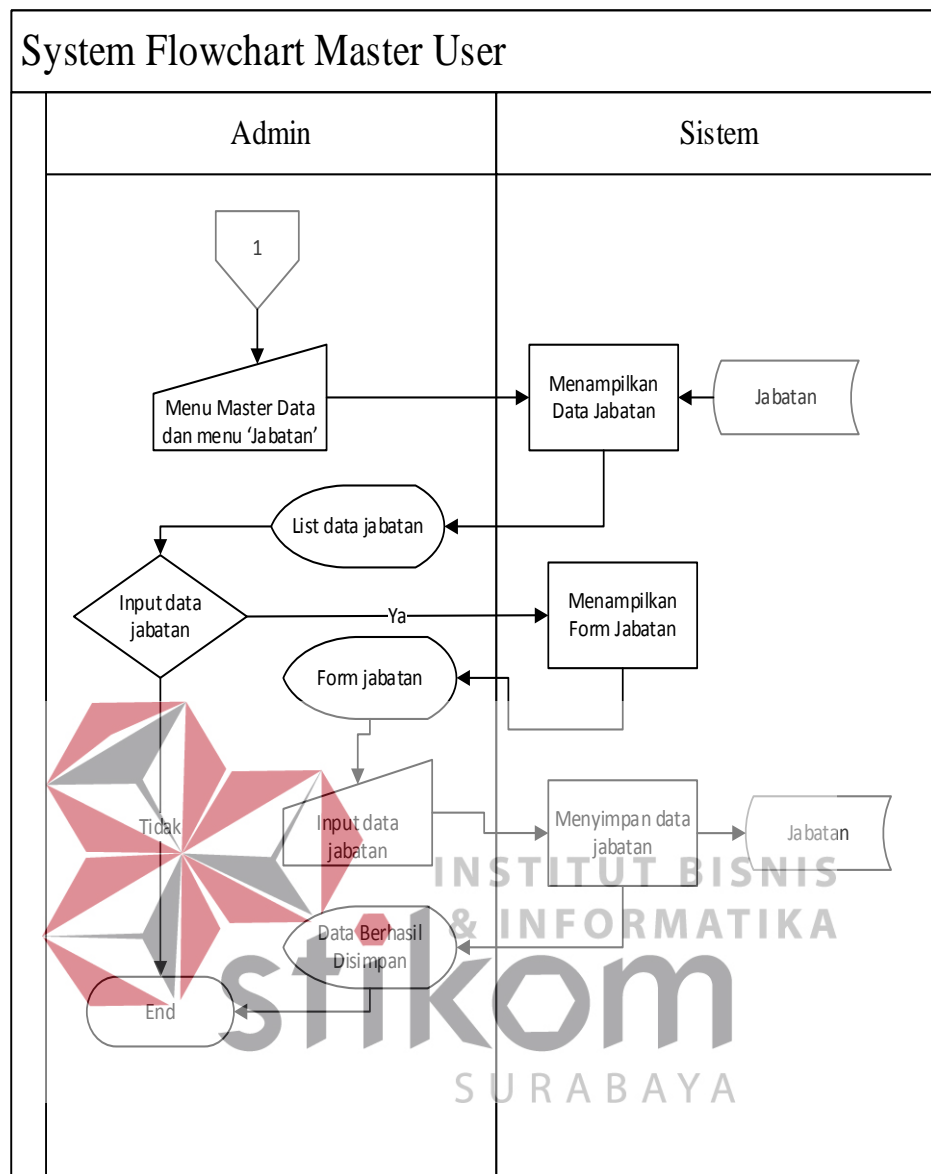 System Flowchart Master User
Admin
Sistem
1
Menu Master Data
dan menu ‘Jabatan’
Menampilkan
Data Jabatan
Jabatan
List data jabatan
Input data
jabatan
Ya
Menampilkan
Form Jabatan
Form jabatan
Tidak
Input data
jabatan
Menyimpan data
jabatan
Jabatan
Data Berhasil
Disimpan
End
INSTITUT BISNIS
& INFORMATIKA
stikom
SURABAYA